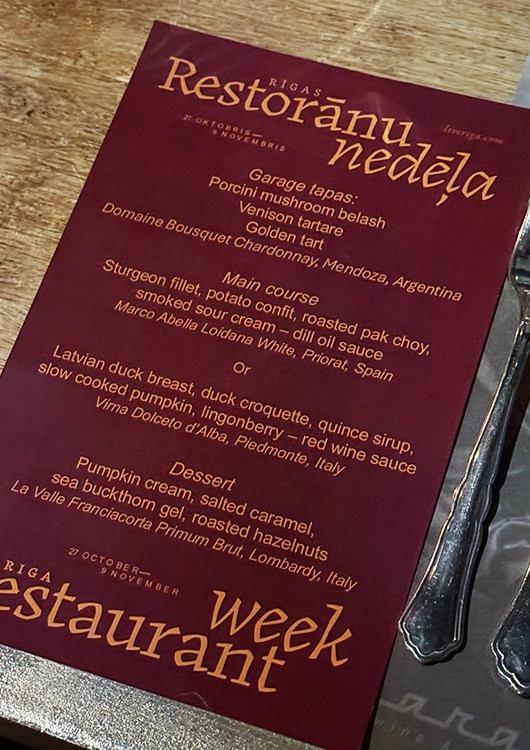 RĪGAS
Restorānu
nedēļa
27 OKTOBRIS—
9 NOVEMBRIS
liveriga.com
Garage tapas:
Porcini mushroom belash
Venison tartare
Golden tart
Domaine Bousquet Chardonnay, Mendoza, Argentina
Main course
Sturgeon fillet, potato confit, roasted pak choy,
smoked sour cream – dill oil sauce
Marco Abella Loidana White, Priorat, Spain
Or
Latvian duck breast, duck croquette, quince sirup,
slow cooked pumpkin, lingonberry – red wine sauce
Virna Dolceto d'Alba, Piedmonte, Italy
Dessert
Pumpkin cream, salted caramel,
sea buckthorn gel, roasted hazelnuts
La Valle Franciacorta Primum Brut, Lombardy, Italy
27 OCTOBER—
9 NOVEMBER
RIGA
estaurant
week